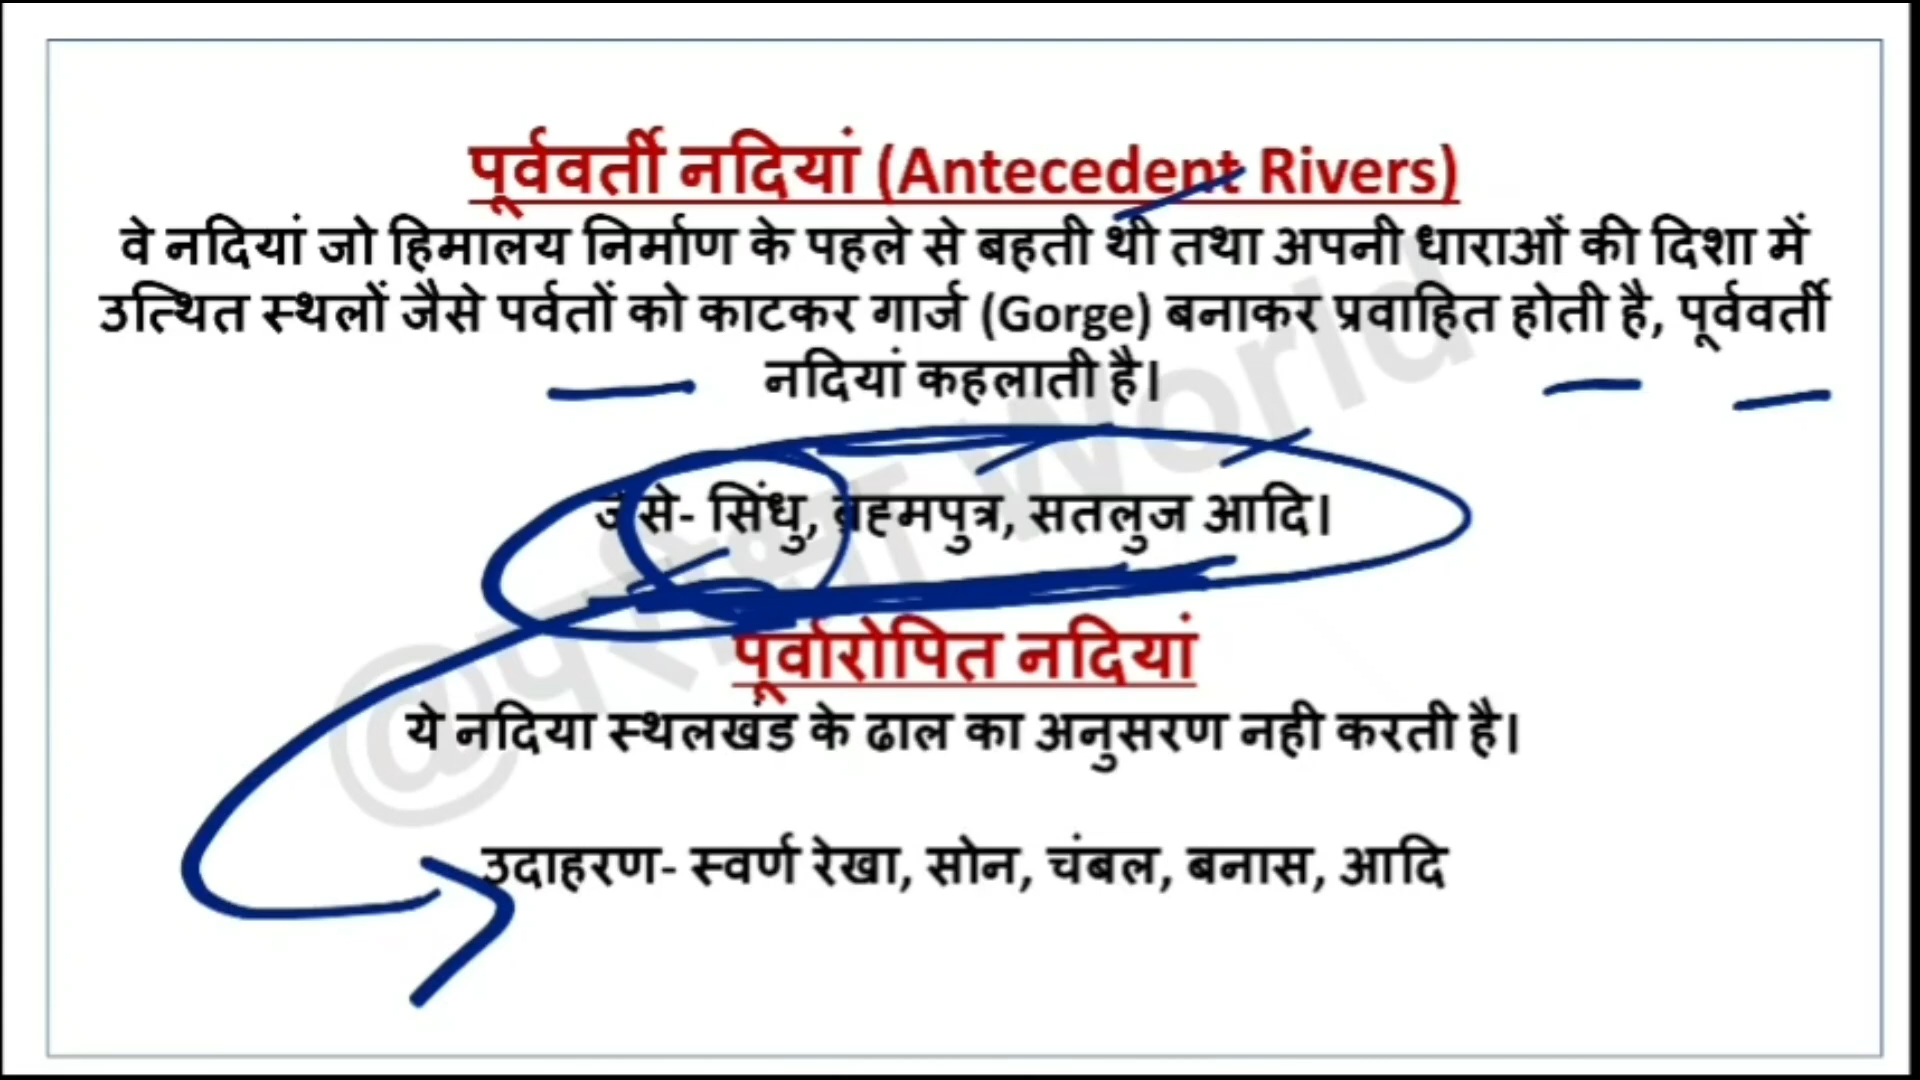 पूर्ववर्ती नदियां (Antecedent Rivers)
वे नदियां जो हिमालय निर्माण के पहले से बहती थी तथा अपनी धाराओं की दिशा में
उत्थित स्थलों जैसे पर्वतों को काटकर गार्ज (Gorge) बनाकर प्रवाहित होती है, पूर्ववर्ती
नदियां कहलाती है।
जैसे- सिंधु, ब्रह्मपुत्र, सतलुज आदि।
पूर्वारोपित नदियां
ये नदिया स्थलखंड के ढाल का अनुसरण नही करती है।
उदाहरण- स्वर्ण रेखा, सोन, चंबल, बनास, आदि
@परीक्षा World